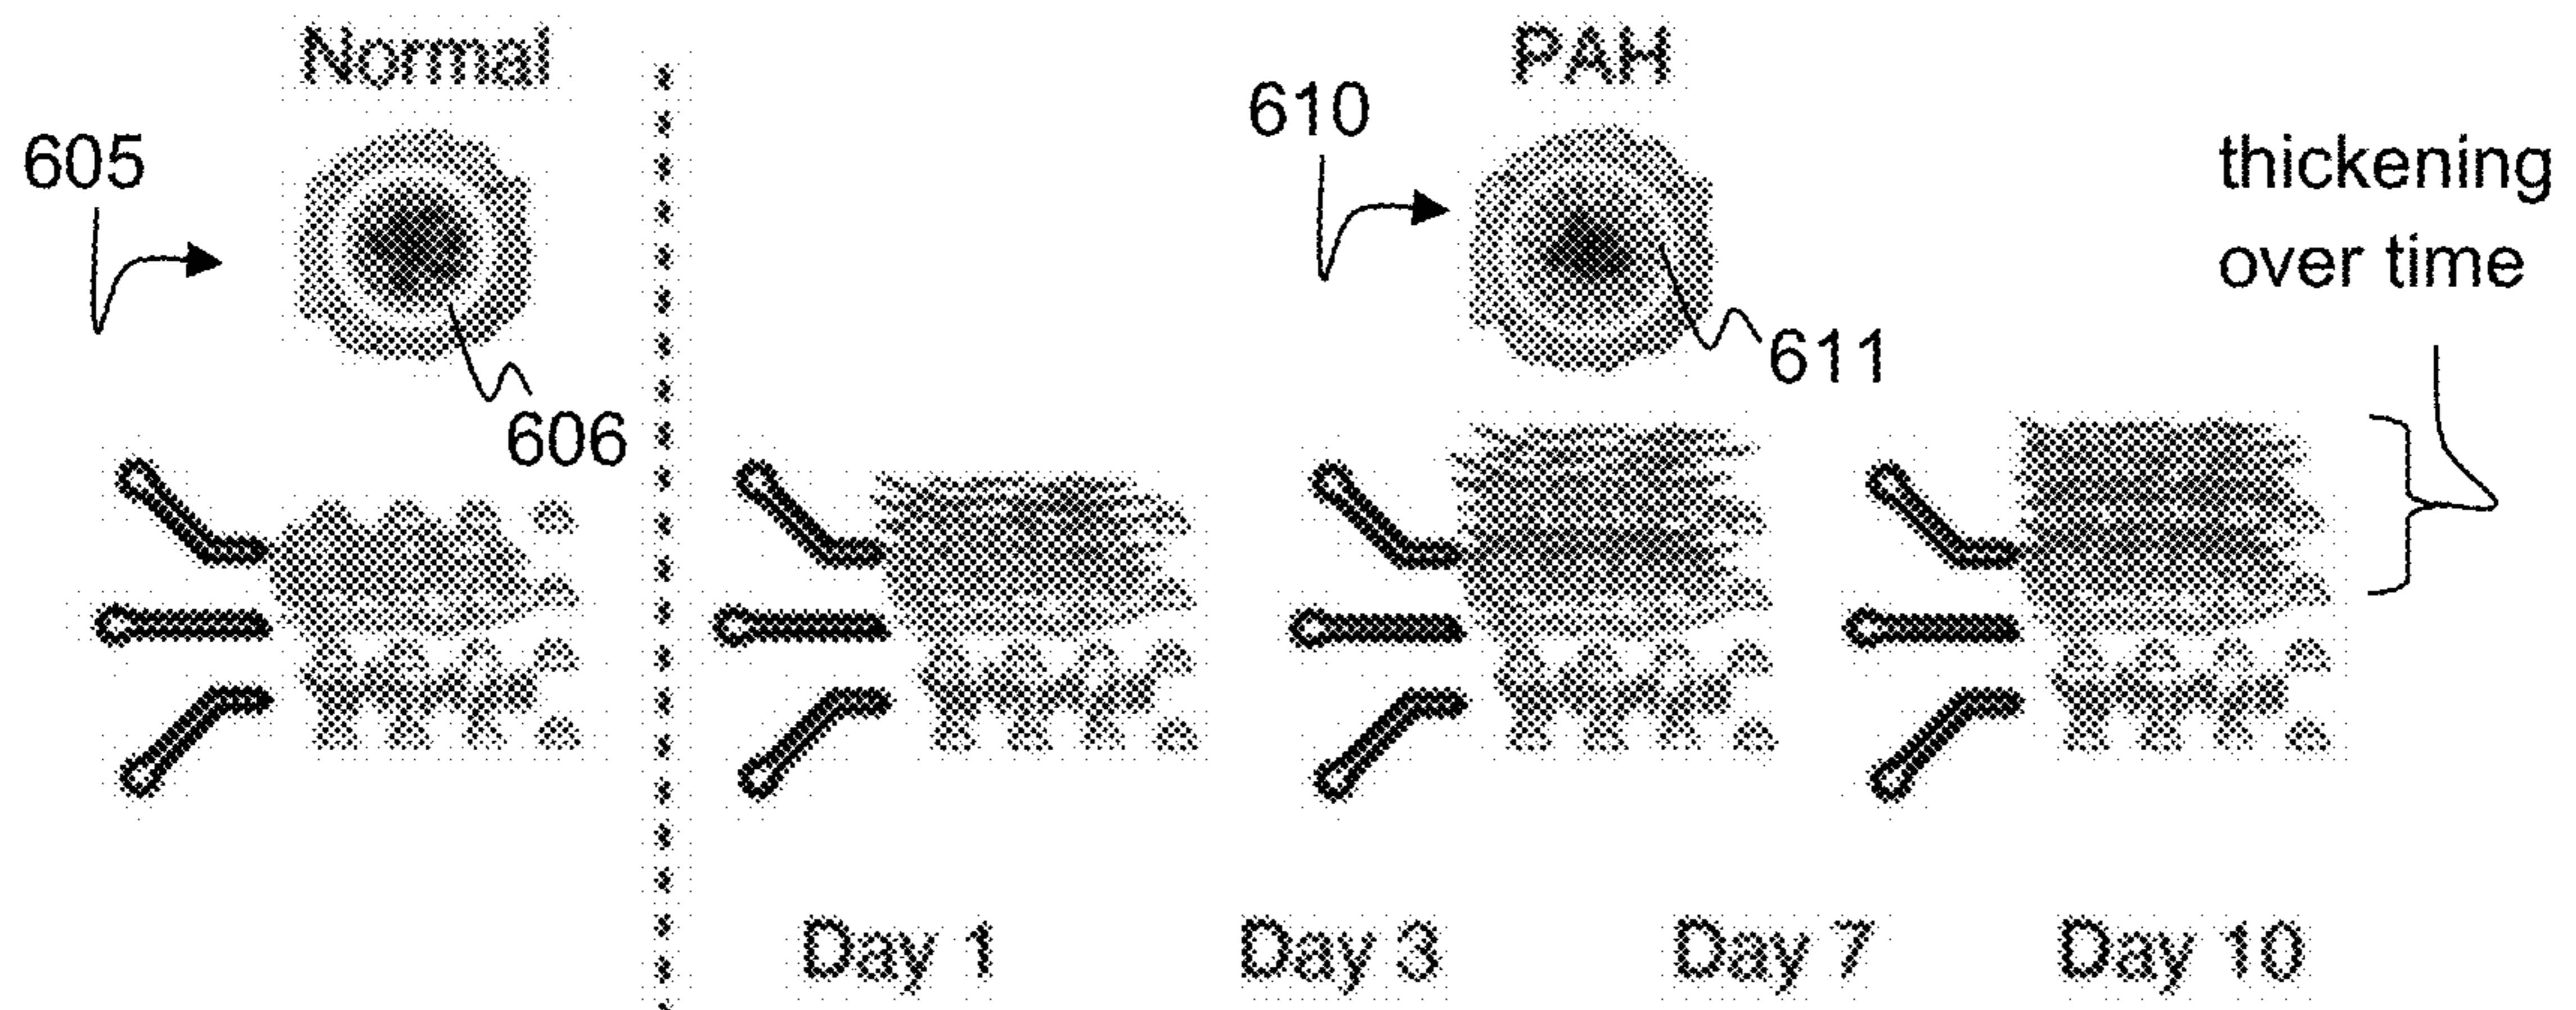 Normal
PAH
605
610
thickening
over time
606
611
Day 1
Day 3
Day 7
Day 10